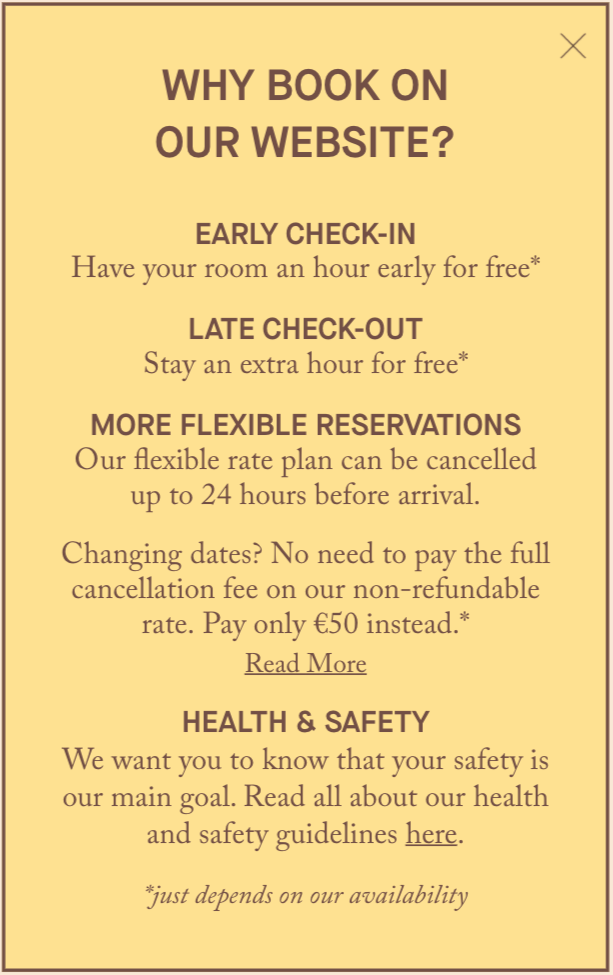 WHY BOOK ON
OUR WEBSITE?
EARLY CHECK-IN
Have your room an hour early for free*
LATE CHECK-OUT
Stay an extra hour for free*
MORE FLEXIBLE RESERVATIONS
Our flexible rate plan can be cancelled
up to 24 hours before arrival.
Changing dates? No need to pay the full
cancellation fee on our non-refundable
rate. Pay only €50 instead.*
Read More
HEALTH & SAFETY
We want you to know that your safety is
our main goal. Read all about our health
and safety guidelines here.
*just depends on our availability